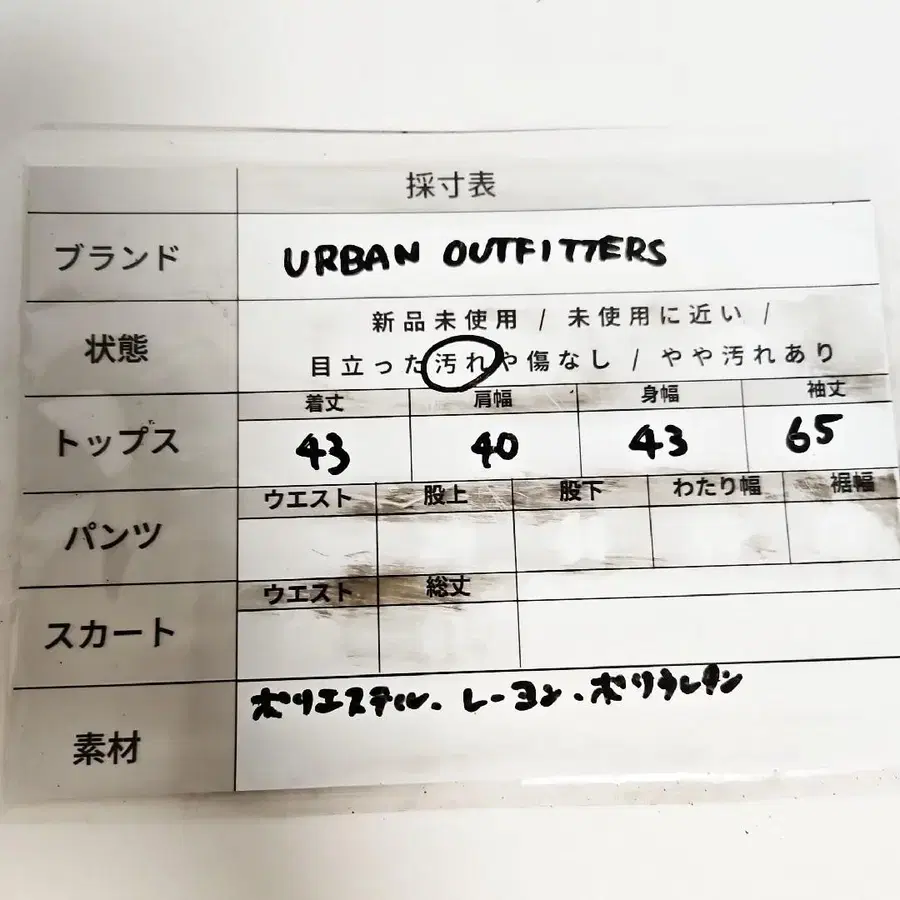 採寸表
ブランド URBAN OUTFITTERS
状態 新品未使用 / 未使用に近い /
目立った汚れや傷なし / やや汚れあり
着丈 肩幅 身幅 袖丈
トップス 43 40 43 65
ウエスト 股上 股下 わたり幅 裾幅
パンツ
ウエスト 総丈
スカート
ポリエステル. レーヨン.ポリウレタン
素材